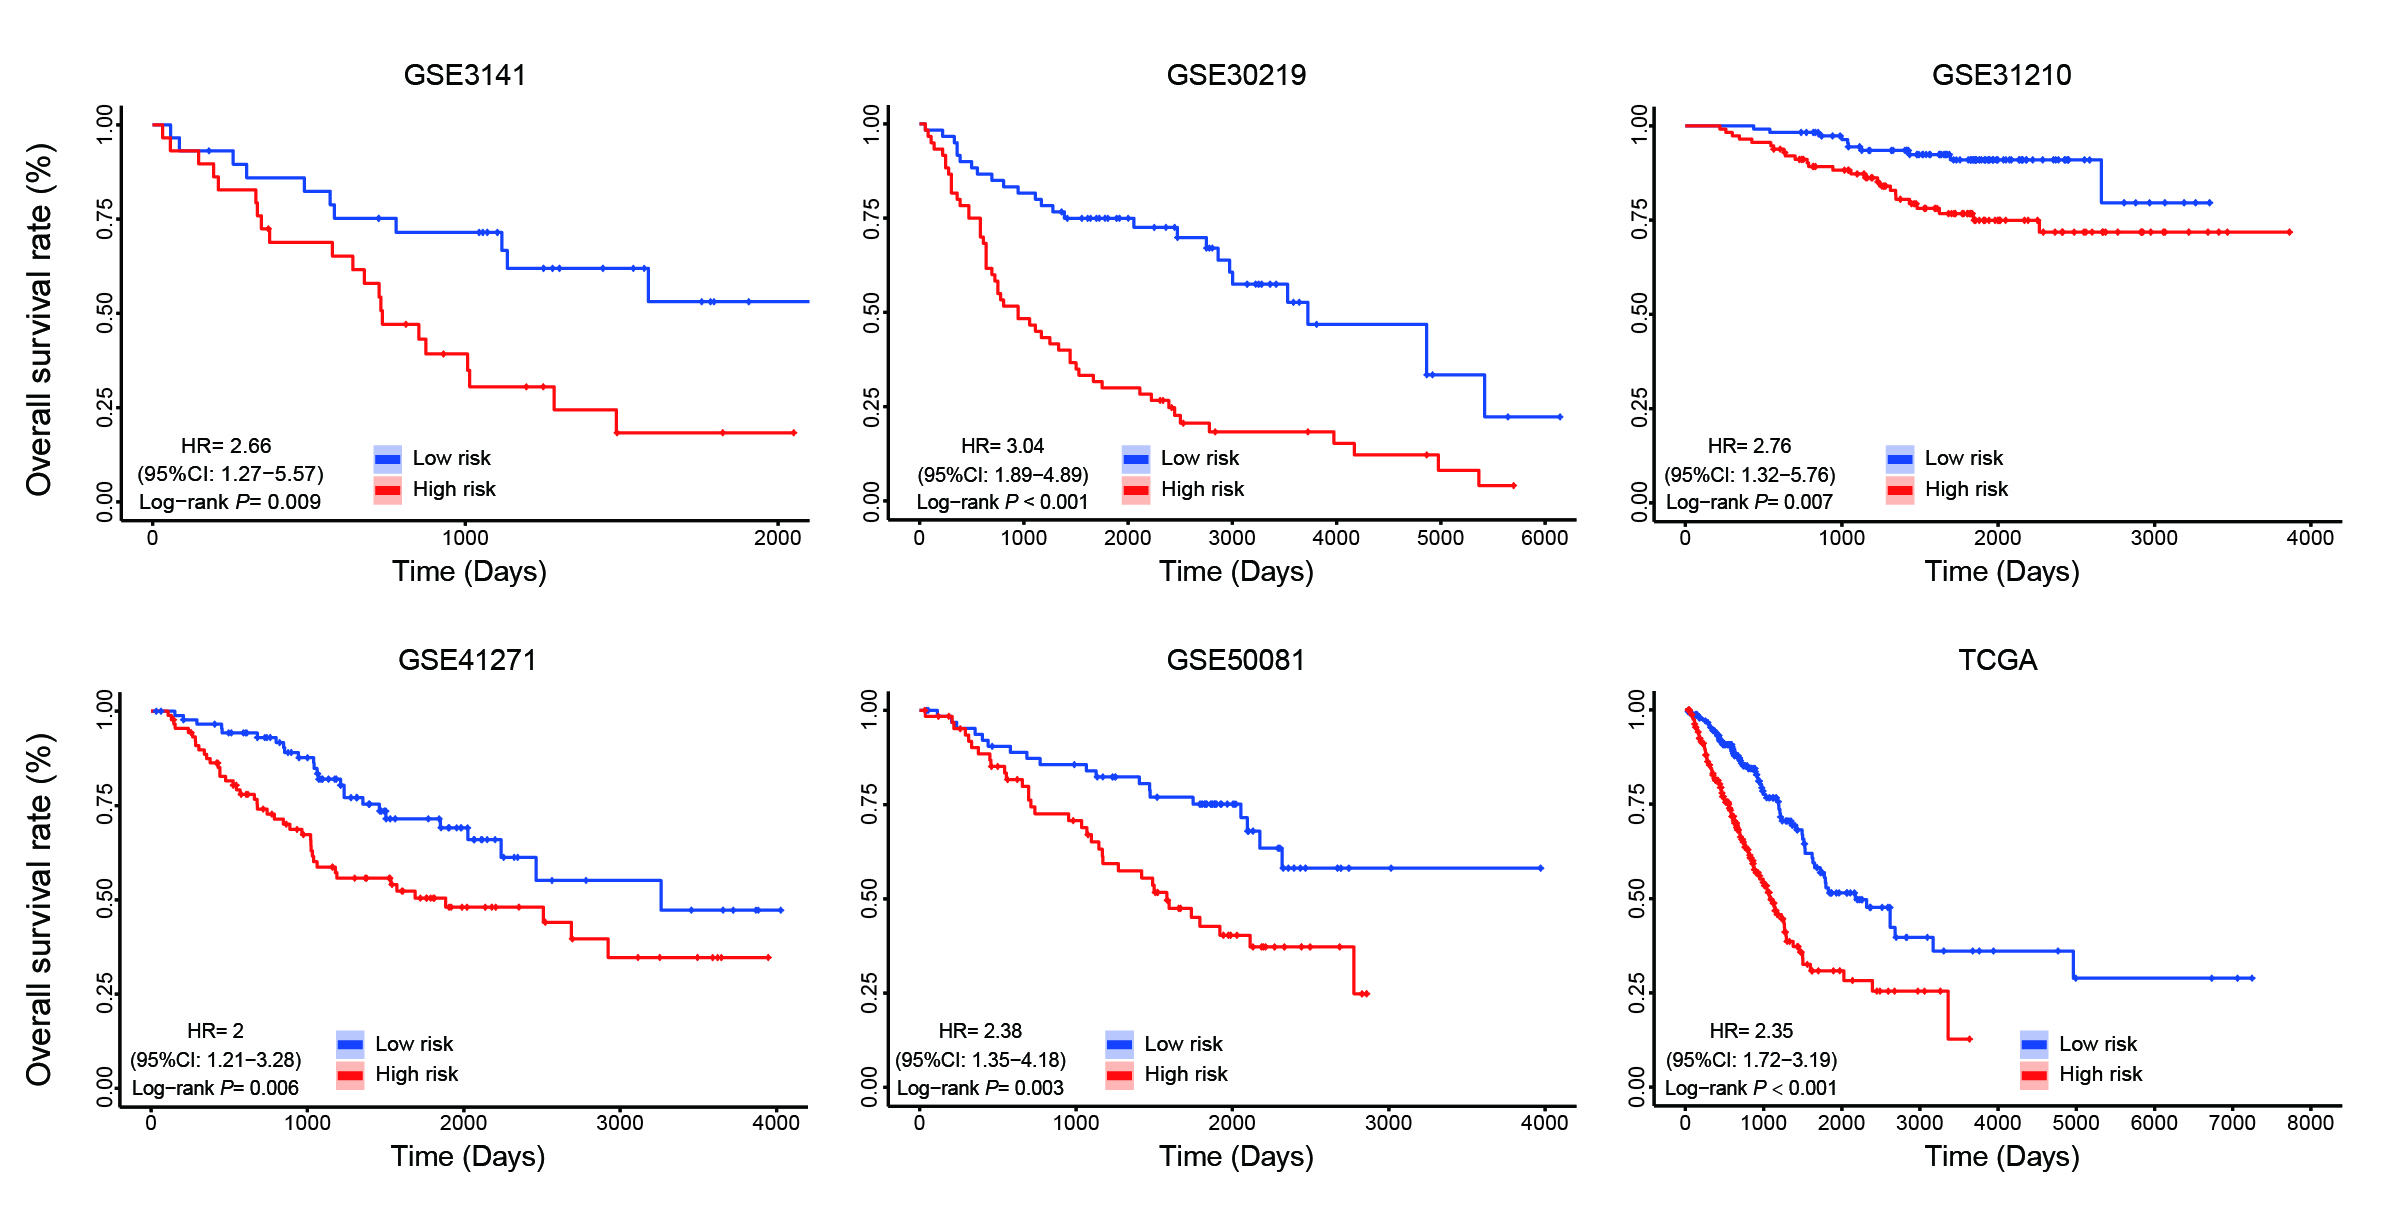 GSE3141
Overall survival rate (%)
1.00
0.75
0.50
0.25
0.00
HR= 2.66
(95%CI: 1.27−5.57)
Log−rank P= 0.009
Low risk
High risk
0 1000 2000
Time (Days)
GSE30219
1.00
0.75
0.50
0.25
0.00
HR= 3.04
(95%CI: 1.89−4.89)
Log−rank P < 0.001
Low risk
High risk
0 1000 2000 3000 4000 5000 6000
Time (Days)
GSE31210
1.00
0.75
0.50
0.25
0.00
HR= 2.76
(95%CI: 1.32−5.76)
Log−rank P= 0.007
Low risk
High risk
0 1000 2000 3000 4000
Time (Days)
GSE41271
Overall survival rate (%)
1.00
0.75
0.50
0.25
0.00
HR= 2
(95%CI: 1.21−3.28)
Log−rank P= 0.006
Low risk
High risk
0 1000 2000 3000 4000
Time (Days)
GSE50081
1.00
0.75
0.50
0.25
0.00
HR= 2.38
(95%CI: 1.35−4.18)
Log−rank P= 0.003
Low risk
High risk
0 1000 2000 3000 4000
Time (Days)
TCGA
1.00
0.75
0.50
0.25
0.00
HR= 2.35
(95%CI: 1.72−3.19)
Log−rank P < 0.001
Low risk
High risk
0 1000 2000 3000 4000 5000 6000 7000 8000
Time (Days)